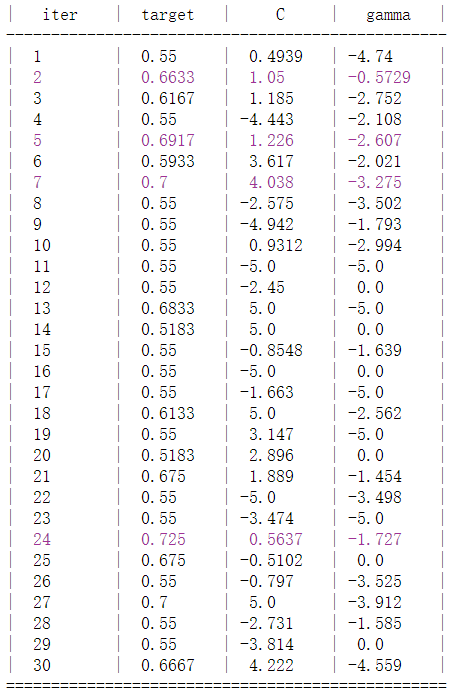 | iter | target | C | gamma |
-------------------------------------------------
| 1 | 0.55 | 0.4939 | -4.74 |
| 2 | 0.6633 | 1.05 | -0.5729 |
| 3 | 0.6167 | 1.185 | -2.752 |
| 4 | 0.55 | -4.443 | -2.108 |
| 5 | 0.6917 | 1.226 | -2.607 |
| 6 | 0.5933 | 3.617 | -2.021 |
| 7 | 0.7 | 4.038 | -3.275 |
| 8 | 0.55 | -2.575 | -3.502 |
| 9 | 0.55 | -4.942 | -1.793 |
| 10 | 0.55 | 0.9312 | -2.994 |
| 11 | 0.55 | -5.0 | -5.0 |
| 12 | 0.55 | -2.45 | 0.0 |
| 13 | 0.6833 | 5.0 | -5.0 |
| 14 | 0.5183 | 5.0 | 0.0 |
| 15 | 0.55 | -0.8548 | -1.639 |
| 16 | 0.55 | -5.0 | 0.0 |
| 17 | 0.55 | -1.663 | -5.0 |
| 18 | 0.6133 | 5.0 | -2.562 |
| 19 | 0.55 | 3.147 | -5.0 |
| 20 | 0.5183 | 2.896 | 0.0 |
| 21 | 0.675 | 1.889 | -1.454 |
| 22 | 0.55 | -5.0 | -3.498 |
| 23 | 0.55 | -3.474 | -5.0 |
| 24 | 0.725 | 0.5637 | -1.727 |
| 25 | 0.675 | -0.5102 | 0.0 |
| 26 | 0.55 | -0.797 | -3.525 |
| 27 | 0.7 | 5.0 | -3.912 |
| 28 | 0.55 | -2.731 | -1.585 |
| 29 | 0.55 | -3.814 | 0.0 |
| 30 | 0.6667 | 4.222 | -4.559 |
=================================================